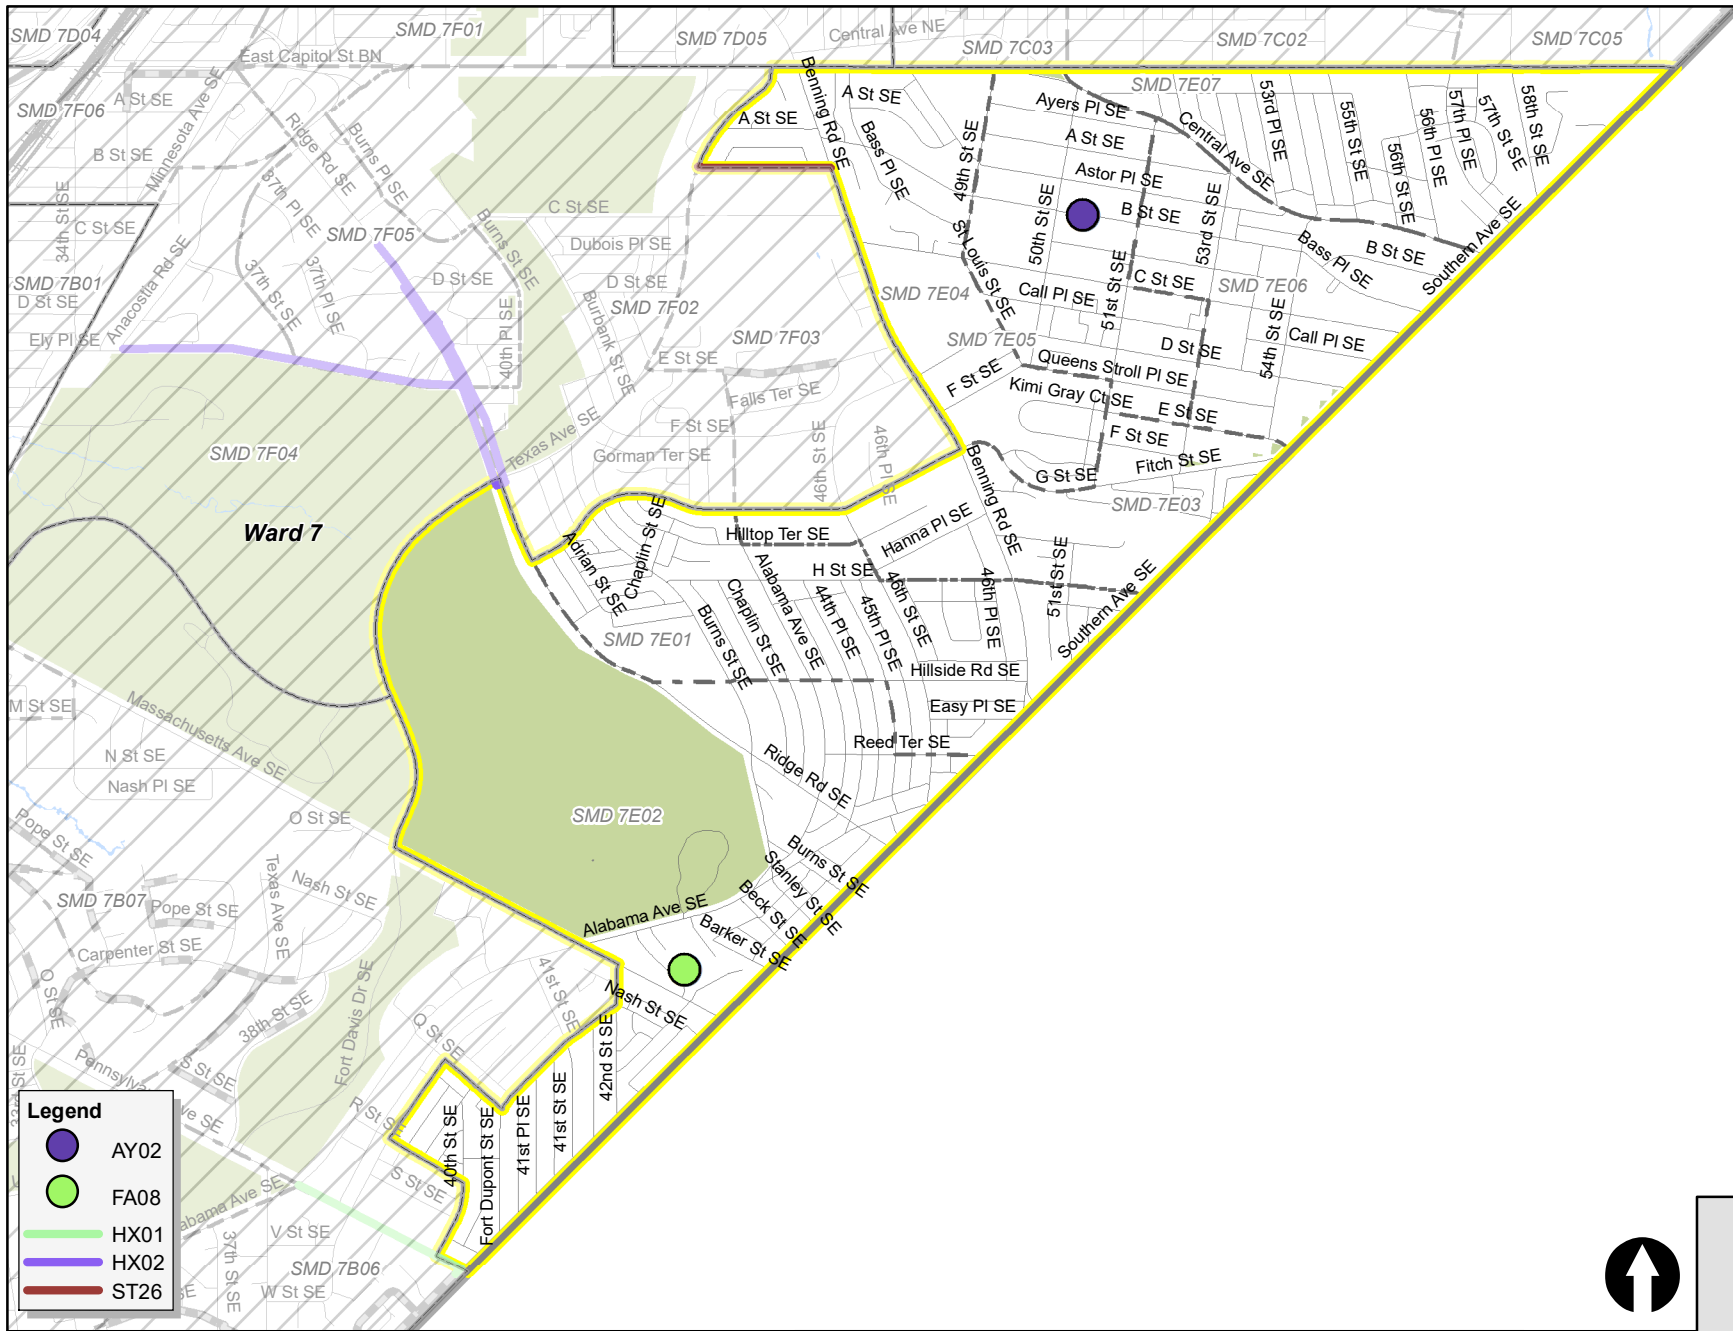 SMD 7D04
SMD 7F01
SMD 7D05
Central Ave NE
SMD 7C03
SMD 7C02
SMD 7C05
East Capitol St BN
Benning Rd SE
A St SE
SMD 7E07
A St SE
SMD 7F06
Minnesota Ave SE
Ridge Rd SE
Burns Pl SE
A St SE
Bass Pl SE
49th St SE
Ayers Pl SE
A St SE
Central Ave SE
53rd Pl SE
55th St SE
56th Pl SE
57th Pl SE
57th St SE
58th St SE
B St SE
Astor Pl SE
56th St SE
34th St SE
37th Pl SE
Burns St SE
C St SE
50th St SE
B St SE
53rd St SE
Southern Ave SE
C St SE
SMD 7F05
Dubois Pl SE
St Louis St SE
Bass Pl SE
B St SE
Anacostia Rd SE
37th St SE
37th Pl SE
D St SE
D St SE
51st St SE
C St SE
SMD 7E06
SMD 7B01
D St SE
40th Pl SE
Burbank St SE
SMD 7F02
SMD 7E04
Call Pl SE
54th St SE
Call Pl SE
Ely Pl SE
SMD 7F03
SMD 7E05
D St SE
E St SE
Queens Stroll Pl SE
F St SE
Kimi Gray Ct SE
E St SE
Falls Ter SE
Texas Ave SE
F St SE
46th St SE
46th Pl SE
F St SE
SMD 7F04
Gorman Ter SE
Fitch St SE
G St SE
Benning Rd SE
SMD 7E03
Ward 7
Chaplin St SE
Hilltop Ter SE
Hanna Pl SE
Adrian St SE
Alabama Ave SE
H St SE
46th St SE
46th Pl SE
51st St SE
Southern Ave SE
Burns St SE
Chaplin St SE
44th Pl SE
45th Pl SE
SMD 7E01
Hillside Rd SE
Easy Pl SE
M St SE
Massachusetts Ave SE
Reed Ter SE
N St SE
Ridge Rd SE
Nash Pl SE
SMD 7E02
O St SE
Pope St SE
Burns St SE
Stanley St SE
Texas Ave SE
Nash St SE
Beck St SE
SMD 7B07
Pope St SE
Alabama Ave SE
Barker St SE
Carpenter St SE
O St SE
41st St SE
Nash St SE
38th St SE
Fort Davis Dr SE
Q St SE
42nd St SE
S St SE
R St SE
40th St SE
Fort Dupont St SE
41st Pl SE
41st St SE
S St SE
V St SE
37th St SE
SMD 7B06
W St SE
Legend
AY02
FA08
HX01
HX02
ST26